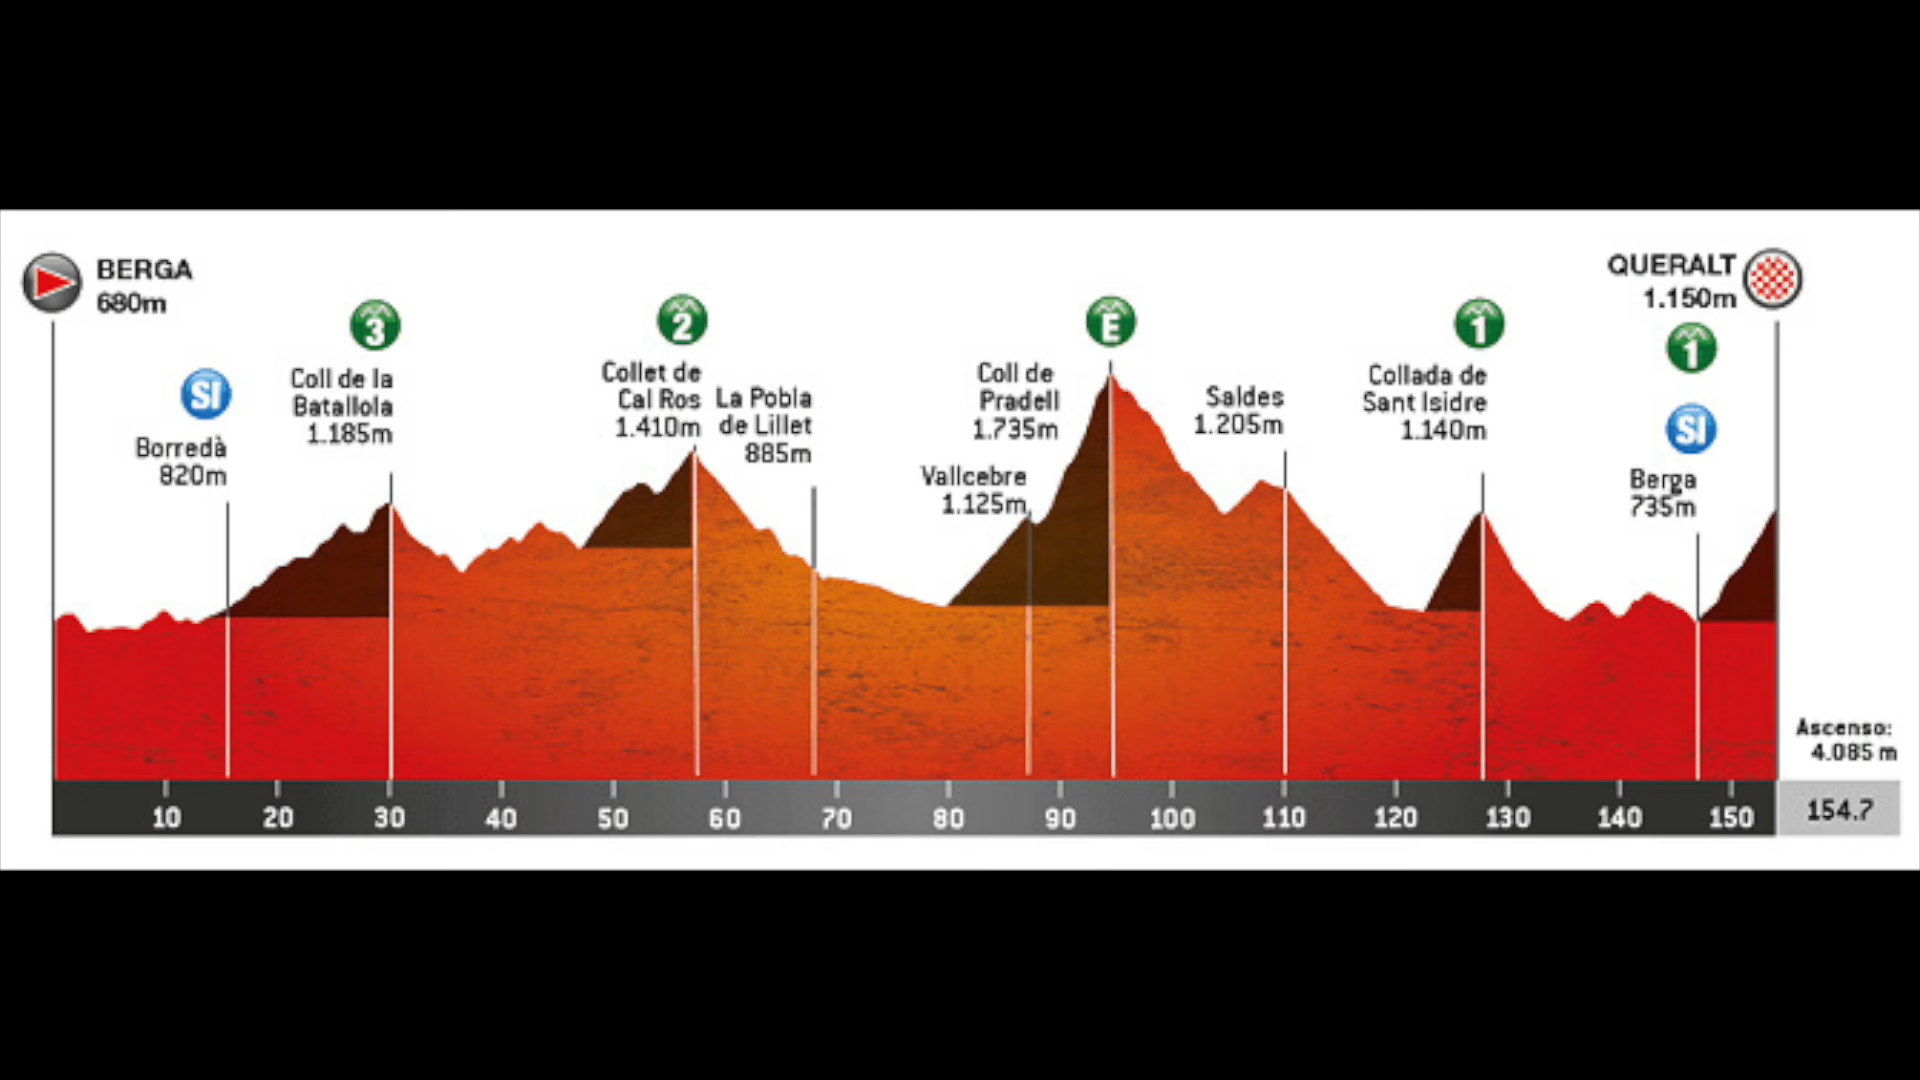 BERGA
680m
SI
Borredà
820m
3
Coll de la
Batallola
1.185m
2
Collet de
Cal Ros
1.410m
La Pobla
de Lillet
885m
Vallcebre
1.125m
E
Coll de
Pradell
1.735m
Saldes
1.205m
1
Collada de
Sant Isidre
1.140m
QUERALT
1.150m
1
SI
Berga
735m
Ascenso:
4.085 m
10 20 30 40 50 60 70 80 90 100 110 120 130 140 150 154.7